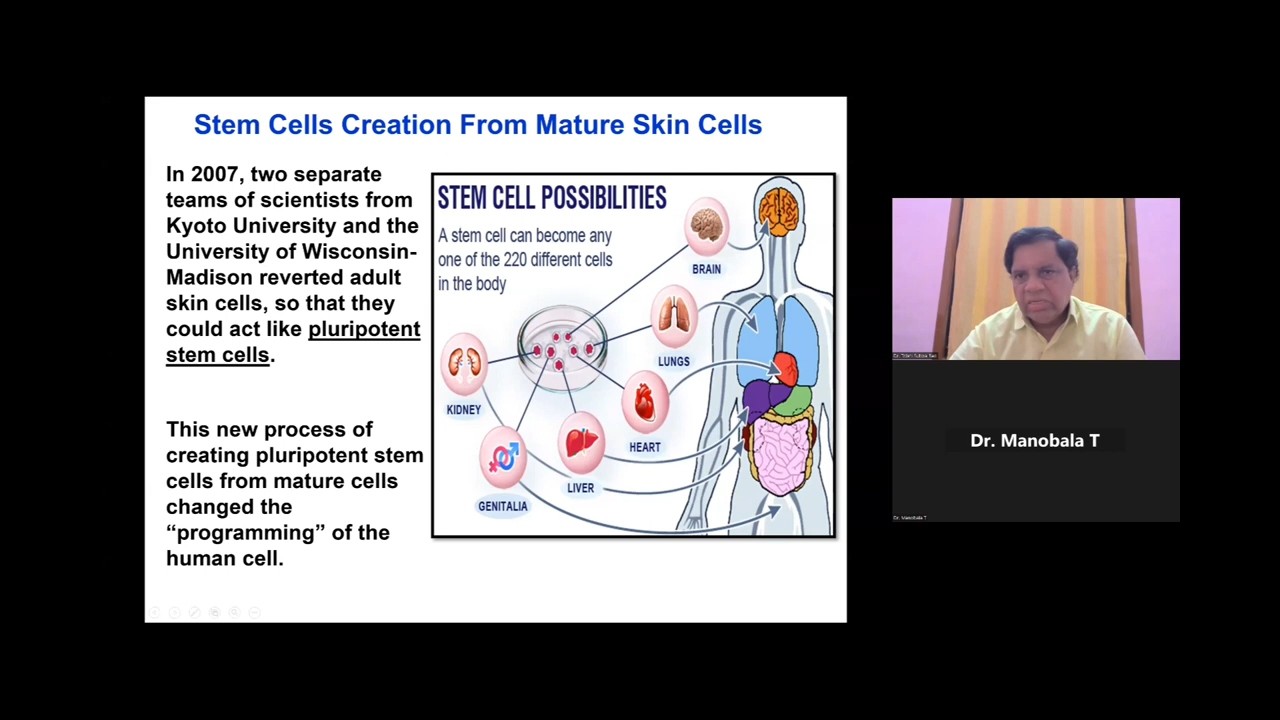 Stem Cells Creation From Mature Skin Cells
In 2007, two separate
teams of scientists from
Kyoto University and the
University of Wisconsin-
Madison reverted adult
skin cells, so that they
could act like pluripotent
stem cells.
This new process of
creating pluripotent stem
cells from mature cells
changed the
“programming” of the
human cell.
STEM CELL POSSIBILITIES
A stem cell can become any
one of the 220 different cells
in the body
BRAIN
LUNGS
KIDNEY
HEART
LIVER
GENITALIA
Dr. Manobala T
Dr. Manobala T